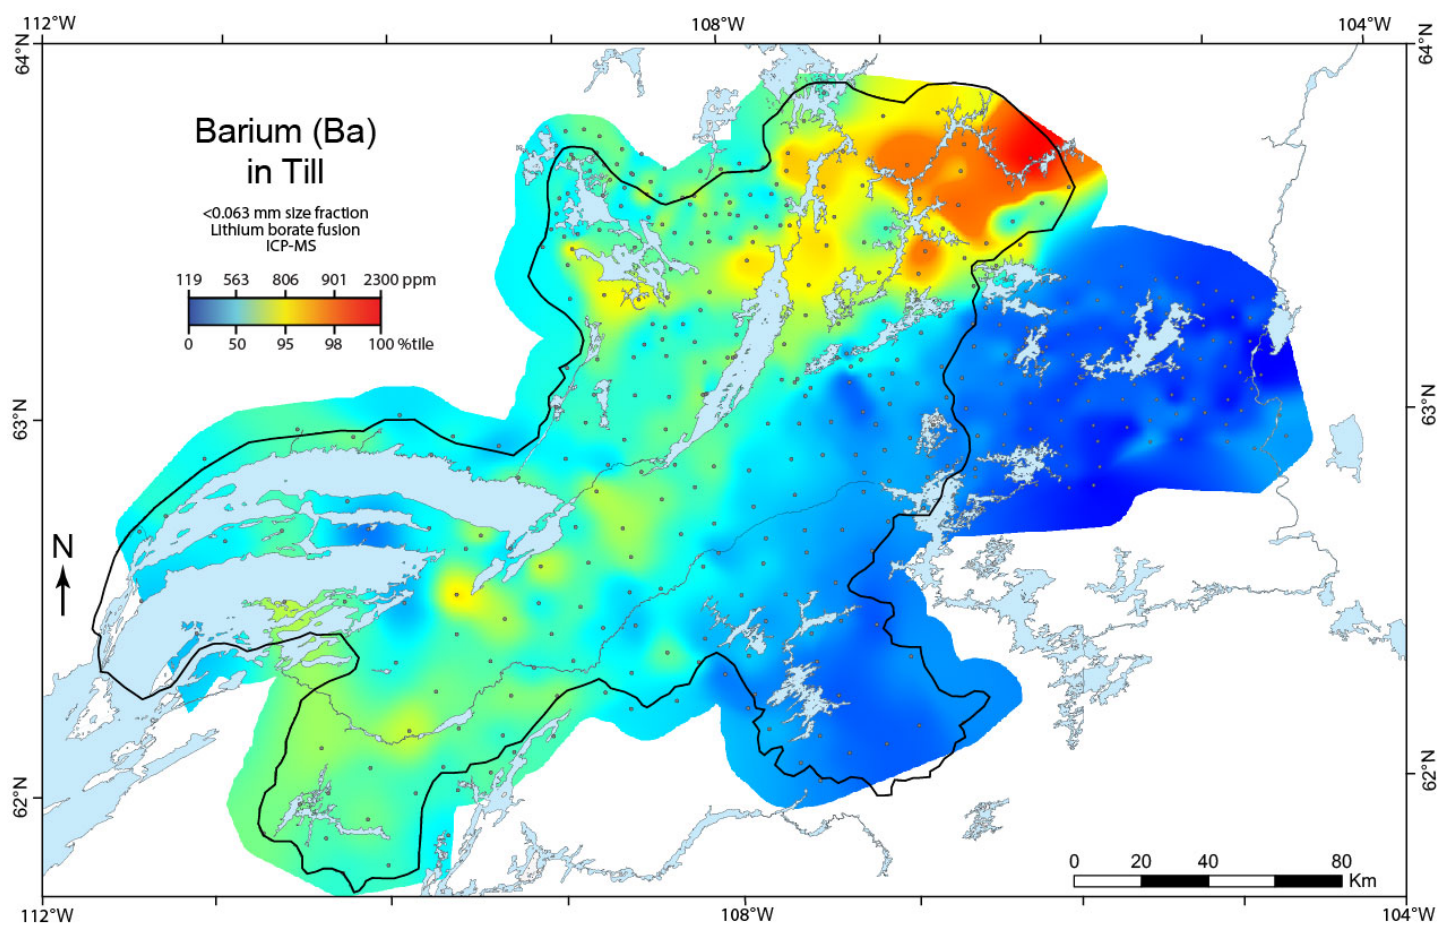 112°W 108°W 104°W
64°N 64°N
Barium (Ba)
in Till
<0.063 mm size fraction
Lithium borate fusion
ICP-MS
119 563 806 901 2300 ppm
0 50 95 98 100 %tile
63°N 63°N
N
62°N 62°N
0 20 40 80
Km
112°W 108°W 104°W